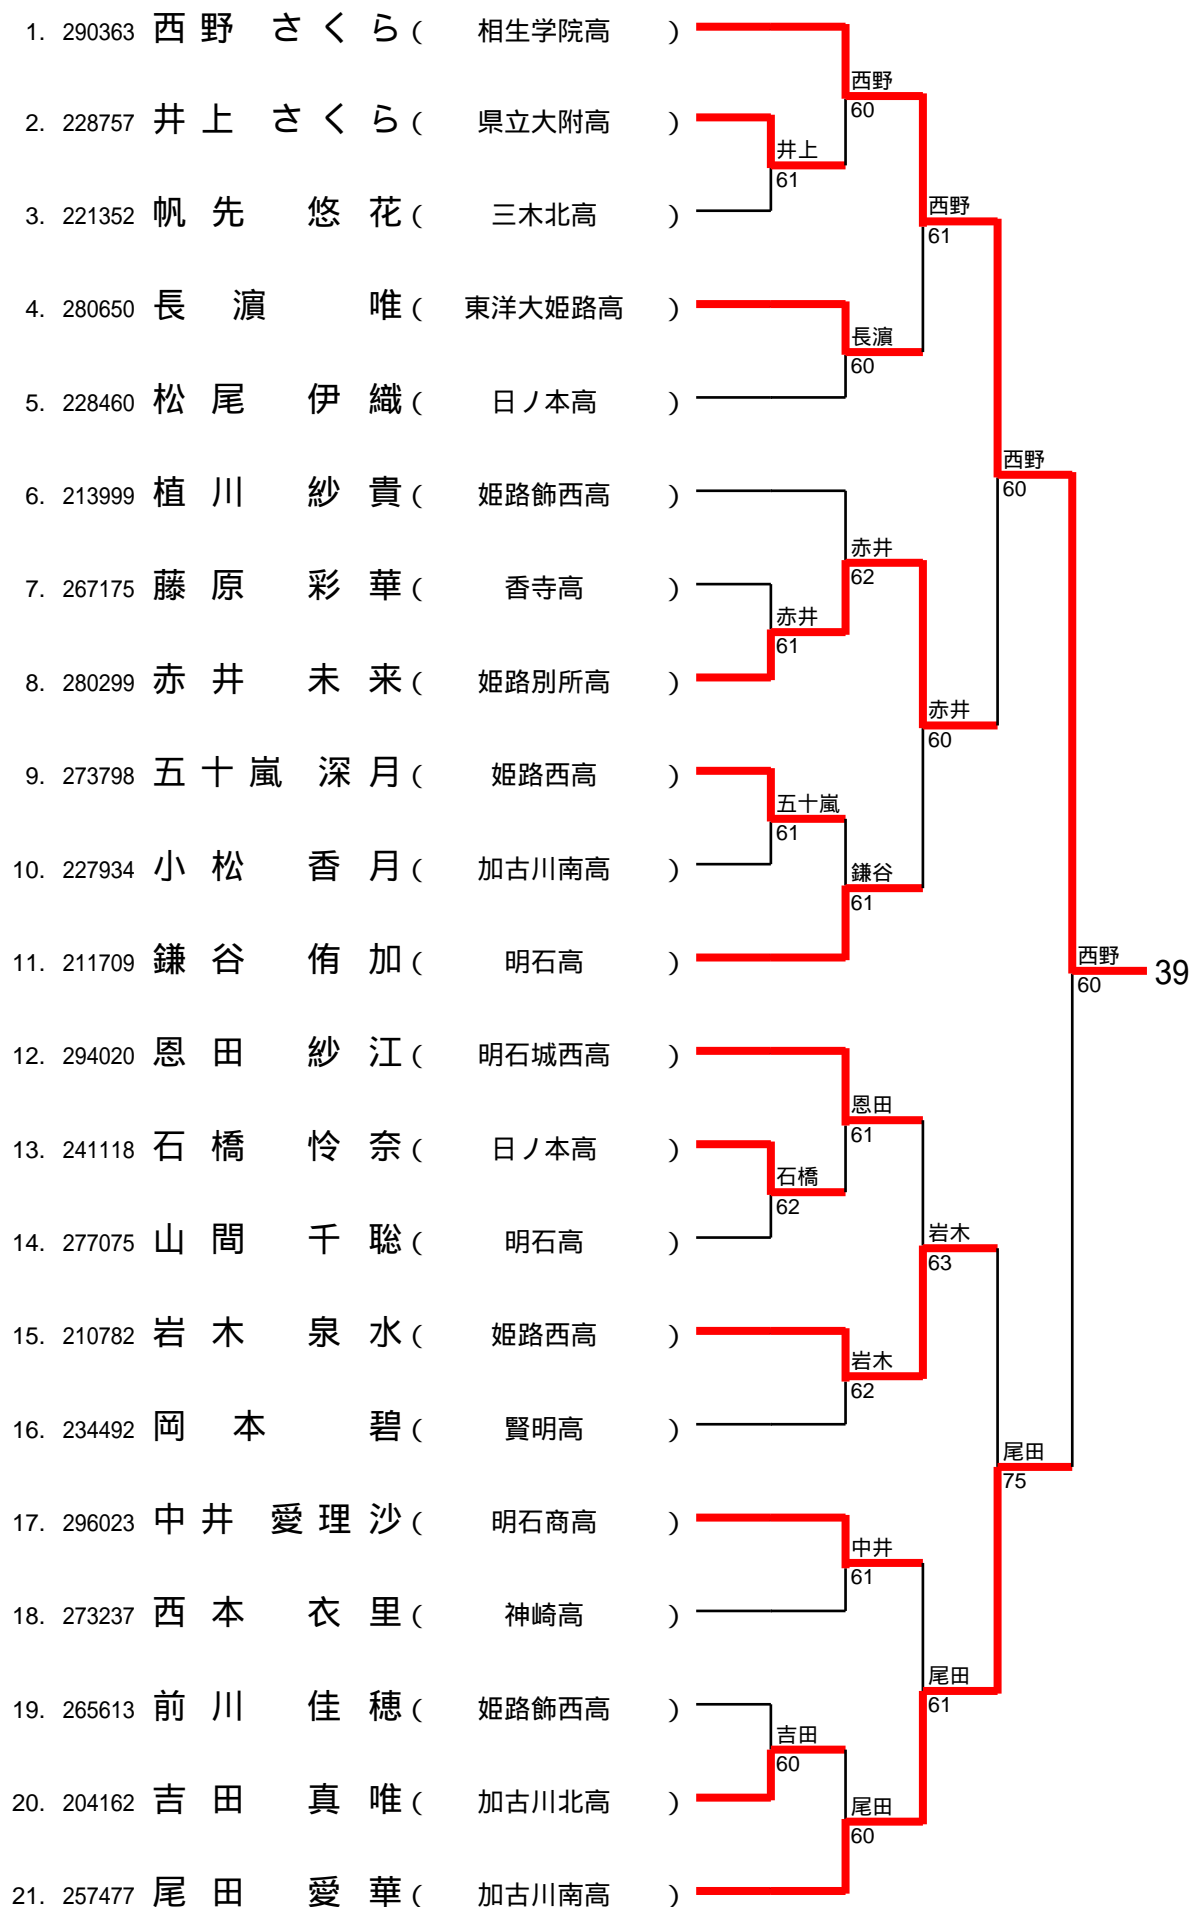 1. 290363 西野 さくら ( 相生学院高 )
西野
60
2. 228757 井上 さくら ( 県立大附高 )
井上
61
3. 221352 帆先 悠花 ( 三木北高 )
西野
61
4. 280650 長濵 唯 ( 東洋大姫路高 )
長濵
60
5. 228460 松尾 伊織 ( 日ノ本高 )
西野
60
6. 213999 植川 紗貴 ( 姫路飾西高 )
赤井
62
7. 267175 藤原 彩華 ( 香寺高 )
赤井
61
8. 280299 赤井 未来 ( 姫路別所高 )
赤井
60
9. 273798 五十嵐 深月 ( 姫路西高 )
五十嵐
61
10. 227934 小松 香月 ( 加古川南高 )
鎌谷
61
11. 211709 鎌谷 侑加 ( 明石高 )
西野
60
39
12. 294020 恩田 紗江 ( 明石城西高 )
恩田
61
13. 241118 石橋 怜奈 ( 日ノ本高 )
石橋
62
14. 277075 山間 千聡 ( 明石高 )
岩木
63
15. 210782 岩木 泉水 ( 姫路西高 )
岩木
62
16. 234492 岡本 碧 ( 賢明高 )
尾田
75
17. 296023 中井 愛理沙 ( 明石商高 )
中井
61
18. 273237 西本 衣里 ( 神崎高 )
尾田
61
19. 265613 前川 佳穂 ( 姫路飾西高 )
吉田
60
20. 204162 吉田 真唯 ( 加古川北高 )
尾田
60
21. 257477 尾田 愛華 ( 加古川南高 )